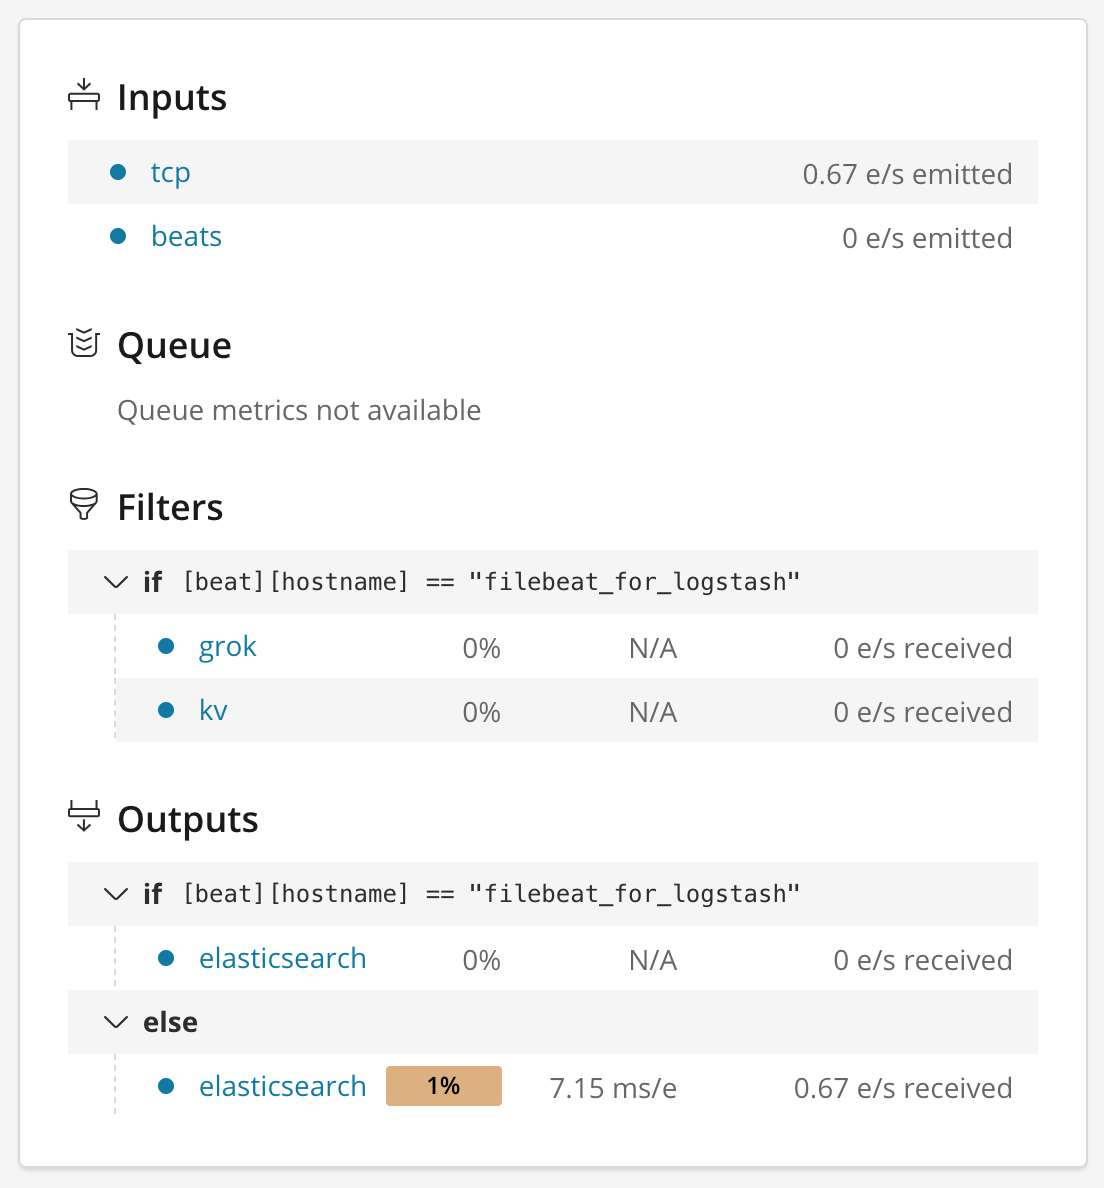 Inputs
tcp 0.67 e/s emitted
beats 0 e/s emitted
Queue
Queue metrics not available
Filters
if [beat][hostname] == "filebeat_for_logstash"
grok 0% N/A 0 e/s received
kv 0% N/A 0 e/s received
Outputs
if [beat][hostname] == "filebeat_for_logstash"
elasticsearch 0% N/A 0 e/s received
else
elasticsearch 1% 7.15 ms/e 0.67 e/s received